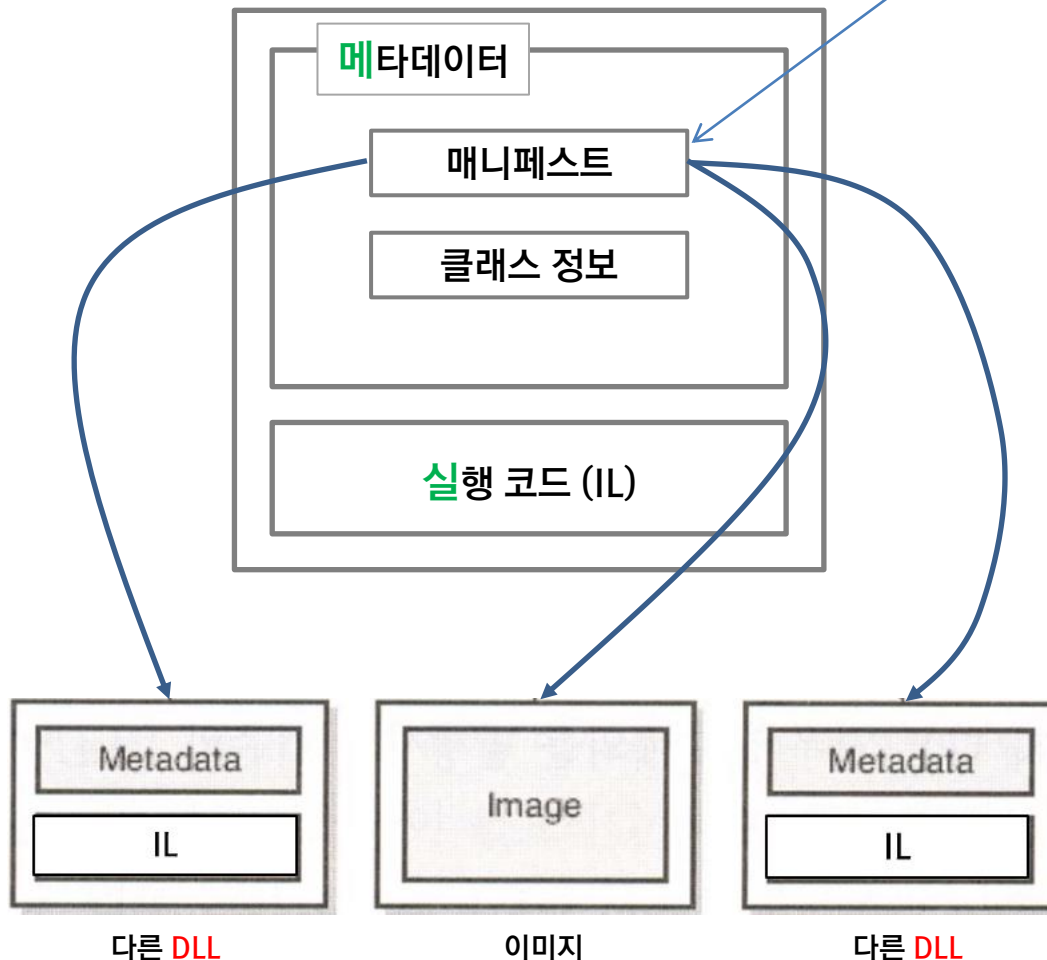 메타데이터
매니페스트
클래스 정보
실행 코드 (IL)
Metadata
IL
Image
Metadata
IL
다른 DLL
이미지
다른 DLL